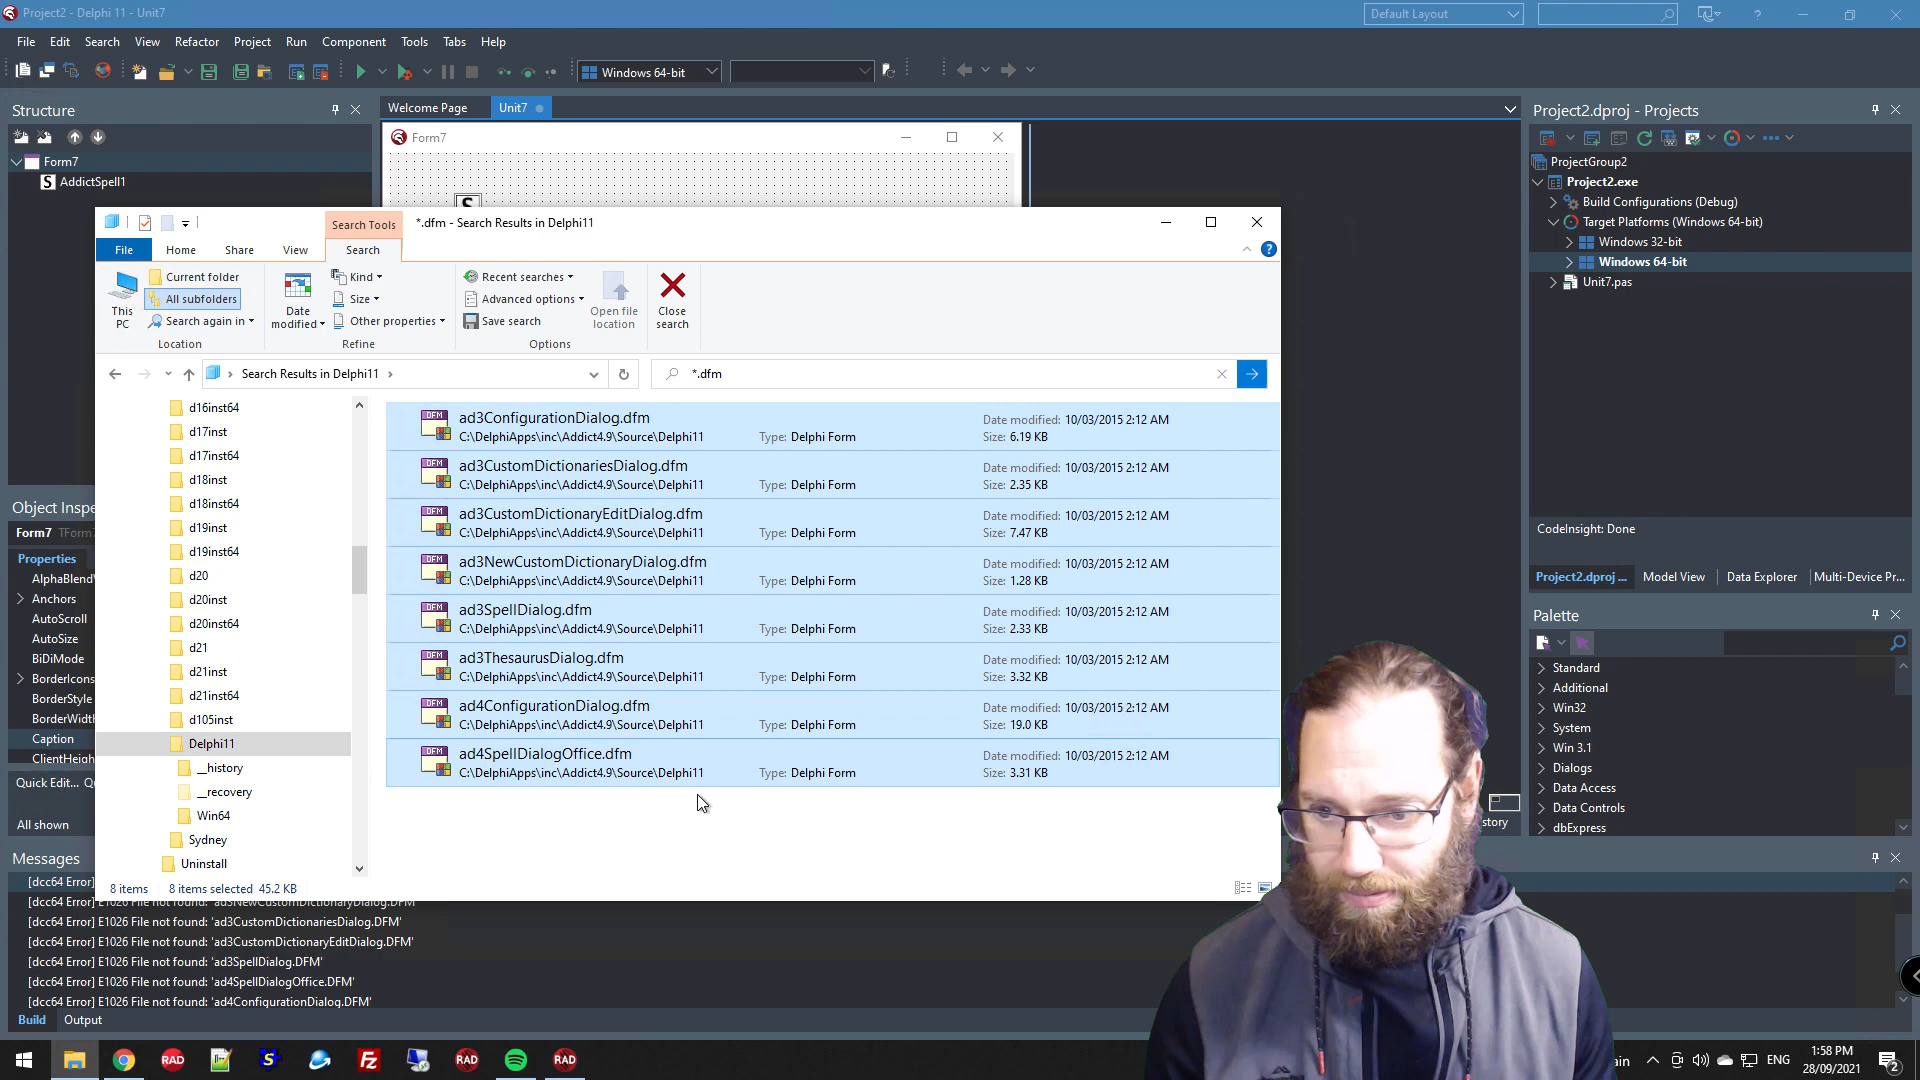 Project2 - Delphi 11 - Unit7
Default Layout
File Edit Search View Refactor Project Run Component Tools Tabs Help
Windows 64-bit
Structure
Form7
AddictSpell1
Welcome Page Unit7
Form7
S
Search Tools
*.dfm - Search Results in Delphi11
File Home Share View Search
This PC
Current folder
All subfolders
Search again in
Location
Date modified
Kind
Size
Other properties
Refine
Recent searches
Advanced options
Save search
Options
Open file location
Close search
Search Results in Delphi11
*.dfm
d16inst64
d17inst
d17inst64
d18inst
d18inst64
d19inst
d19inst64
d20
d20inst
d20inst64
d21
d21inst
d21inst64
d105inst
Delphi11
__history
__recovery
Win64
Sydney
Uninstall
ad3ConfigurationDialog.dfm Date modified: 10/03/2015 2:12 AM
C:\DelphiApps\inc\Addict4.9\Source\Delphi11 Type: Delphi Form Size: 6.19 KB
ad3CustomDictionariesDialog.dfm Date modified: 10/03/2015 2:12 AM
C:\DelphiApps\inc\Addict4.9\Source\Delphi11 Type: Delphi Form Size: 2.35 KB
ad3CustomDictionaryEditDialog.dfm Date modified: 10/03/2015 2:12 AM
C:\DelphiApps\inc\Addict4.9\Source\Delphi11 Type: Delphi Form Size: 7.47 KB
ad3NewCustomDictionaryDialog.dfm Date modified: 10/03/2015 2:12 AM
C:\DelphiApps\inc\Addict4.9\Source\Delphi11 Type: Delphi Form Size: 1.28 KB
ad3SpellDialog.dfm Date modified: 10/03/2015 2:12 AM
C:\DelphiApps\inc\Addict4.9\Source\Delphi11 Type: Delphi Form Size: 2.33 KB
ad3ThesaurusDialog.dfm Date modified: 10/03/2015 2:12 AM
C:\DelphiApps\inc\Addict4.9\Source\Delphi11 Type: Delphi Form Size: 3.32 KB
ad4ConfigurationDialog.dfm Date modified: 10/03/2015 2:12 AM
C:\DelphiApps\inc\Addict4.9\Source\Delphi11 Type: Delphi Form Size: 19.0 KB
ad4SpellDialogOffice.dfm Date modified: 10/03/2015 2:12 AM
C:\DelphiApps\inc\Addict4.9\Source\Delphi11 Type: Delphi Form Size: 3.31 KB
8 items 8 items selected 45.2 KB
Object Inspe
Form7 TForm7
Properties
AlphaBlend
Anchors
AutoScroll
AutoSize
BiDiMode
BorderIcons
BorderStyle
BorderWidth
Caption
ClientHeigh
Quick Edit...
All shown
Project2.dproj - Projects
ProjectGroup2
Project2.exe
Build Configurations (Debug)
Target Platforms (Windows 64-bit)
Windows 32-bit
Windows 64-bit
Unit7.pas
CodeInsight: Done
Project2.dproj ... Model View Data Explorer Multi-Device Pr...
Palette
Standard
Additional
Win32
System
Win 3.1
Dialogs
Data Access
Data Controls
dbExpress
story
Messages
[dcc64 Error]
[dcc64 Error] E1026 File not found: 'ad3NewCustomDictionaryDialog.DFM'
[dcc64 Error] E1026 File not found: 'ad3CustomDictionariesDialog.DFM'
[dcc64 Error] E1026 File not found: 'ad3CustomDictionaryEditDialog.DFM'
[dcc64 Error] E1026 File not found: 'ad3SpellDialog.DFM'
[dcc64 Error] E1026 File not found: 'ad4SpellDialogOffice.DFM'
[dcc64 Error] E1026 File not found: 'ad4ConfigurationDialog.DFM'
Build Output
RAD RAD RAD
ain ENG
1:58 PM
28/09/2021
2